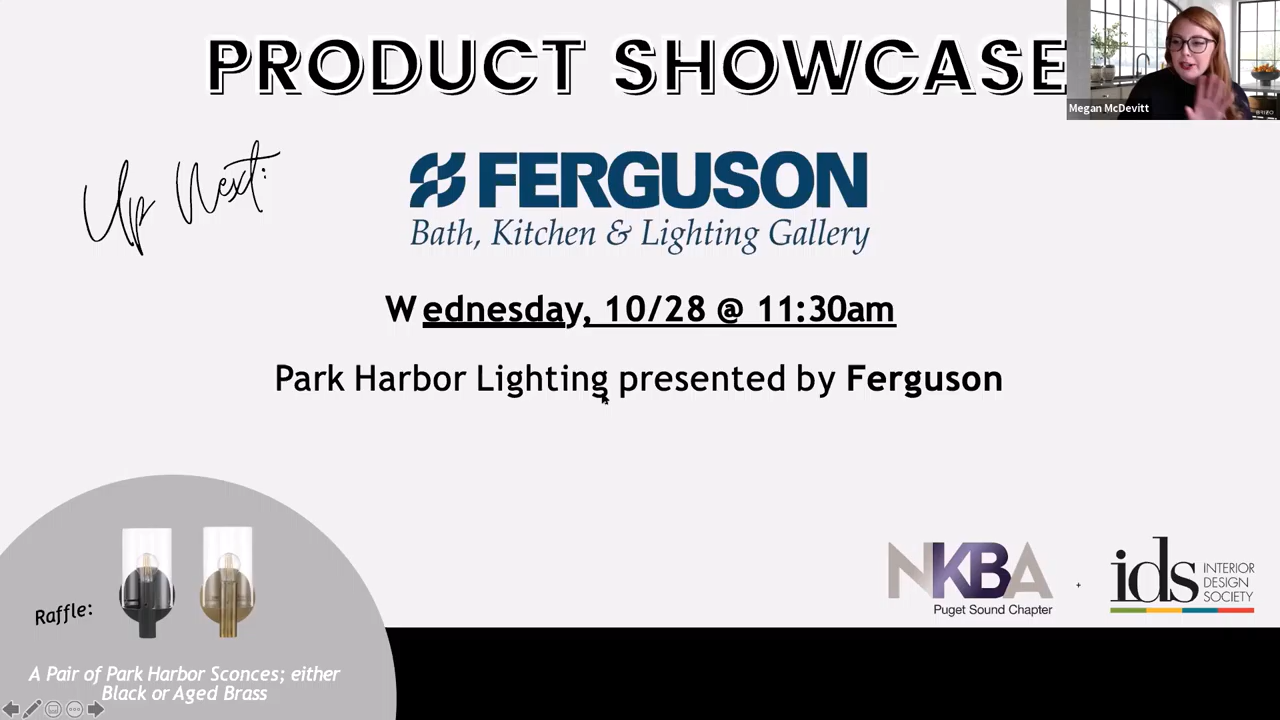 PRODUCT SHOWCASE
Megan McDevitt
Up Next:
FERGUSON
Bath, Kitchen & Lighting Gallery
Wednesday, 10/28 @ 11:30am
Park Harbor Lighting presented by Ferguson
NKBA
Puget Sound Chapter
+
ids
INTERIOR
DESIGN
SOCIETY
Raffle:
A Pair of Park Harbor Sconces; either
Black or Aged Brass